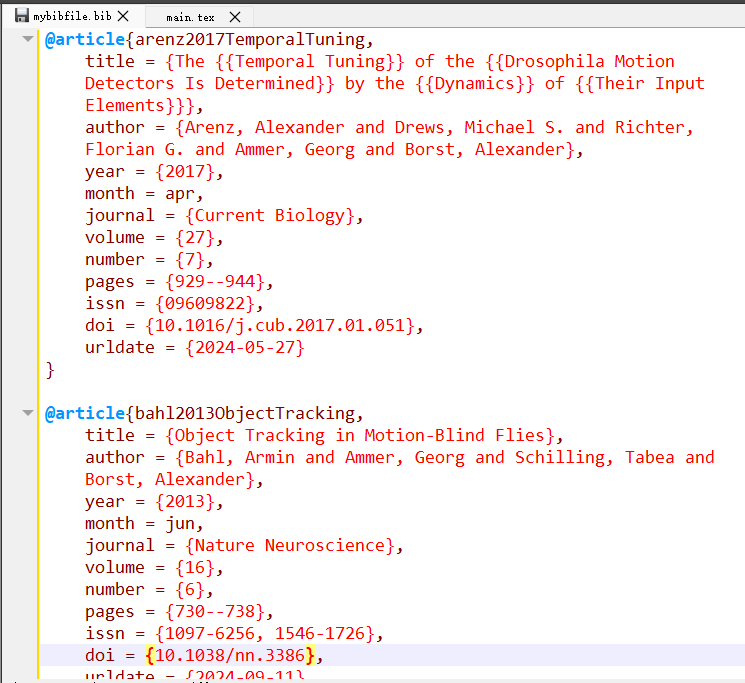 mybibfile.bib
main.tex
@article{arenz2017TemporalTuning,
title = {The {{Temporal Tuning}} of the {{Drosophila Motion
Detectors Is Determined}} by the {{Dynamics}} of {{Their Input
Elements}}},
author = {Arenz, Alexander and Drews, Michael S. and Richter,
Florian G. and Ammer, Georg and Borst, Alexander},
year = {2017},
month = apr,
journal = {Current Biology},
volume = {27},
number = {7},
pages = {929--944},
issn = {09609822},
doi = {10.1016/j.cub.2017.01.051},
urldate = {2024-05-27}
}
@article{bahl2013ObjectTracking,
title = {Object Tracking in Motion-Blind Flies},
author = {Bahl, Armin and Ammer, Georg and Schilling, Tabea and
Borst, Alexander},
year = {2013},
month = jun,
journal = {Nature Neuroscience},
volume = {16},
number = {6},
pages = {730--738},
issn = {1097-6256, 1546-1726},
doi = {10.1038/nn.3386},
urldate = {2024-09-11}